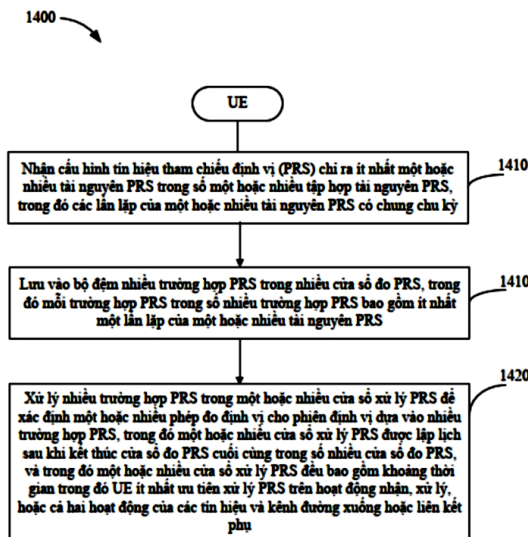 1400
UE
Nhận cấu hình tín hiệu tham chiếu định vị (PRS) chỉ ra ít nhất một hoặc
nhiều tài nguyên PRS trong số một hoặc nhiều tập hợp tài nguyên PRS,
trong đó các lần lặp của một hoặc nhiều tài nguyên PRS có chung chu kỳ
1410
Lưu vào bộ đệm nhiều trường hợp PRS trong nhiều cửa sổ đo PRS, trong
đó mỗi trường hợp PRS trong số nhiều trường hợp PRS bao gồm ít nhất
một lần lặp của một hoặc nhiều tài nguyên PRS
1410
Xử lý nhiều trường hợp PRS trong một hoặc nhiều cửa sổ xử lý PRS để
xác định một hoặc nhiều phép đo định vị cho phiên định vị dựa vào nhiều
trường hợp PRS, trong đó một hoặc nhiều cửa sổ xử lý PRS được lập lịch
sau khi kết thúc cửa sổ đo PRS cuối cùng trong số nhiều cửa sổ đo PRS,
và trong đó một hoặc nhiều cửa sổ xử lý PRS đều bao gồm khoảng thời
gian trong đó UE ít nhất ưu tiên xử lý PRS trên hoạt động nhận, xử lý,
hoặc cả hai hoạt động của các tín hiệu và kênh đường xuống hoặc liên kết
phụ
1420